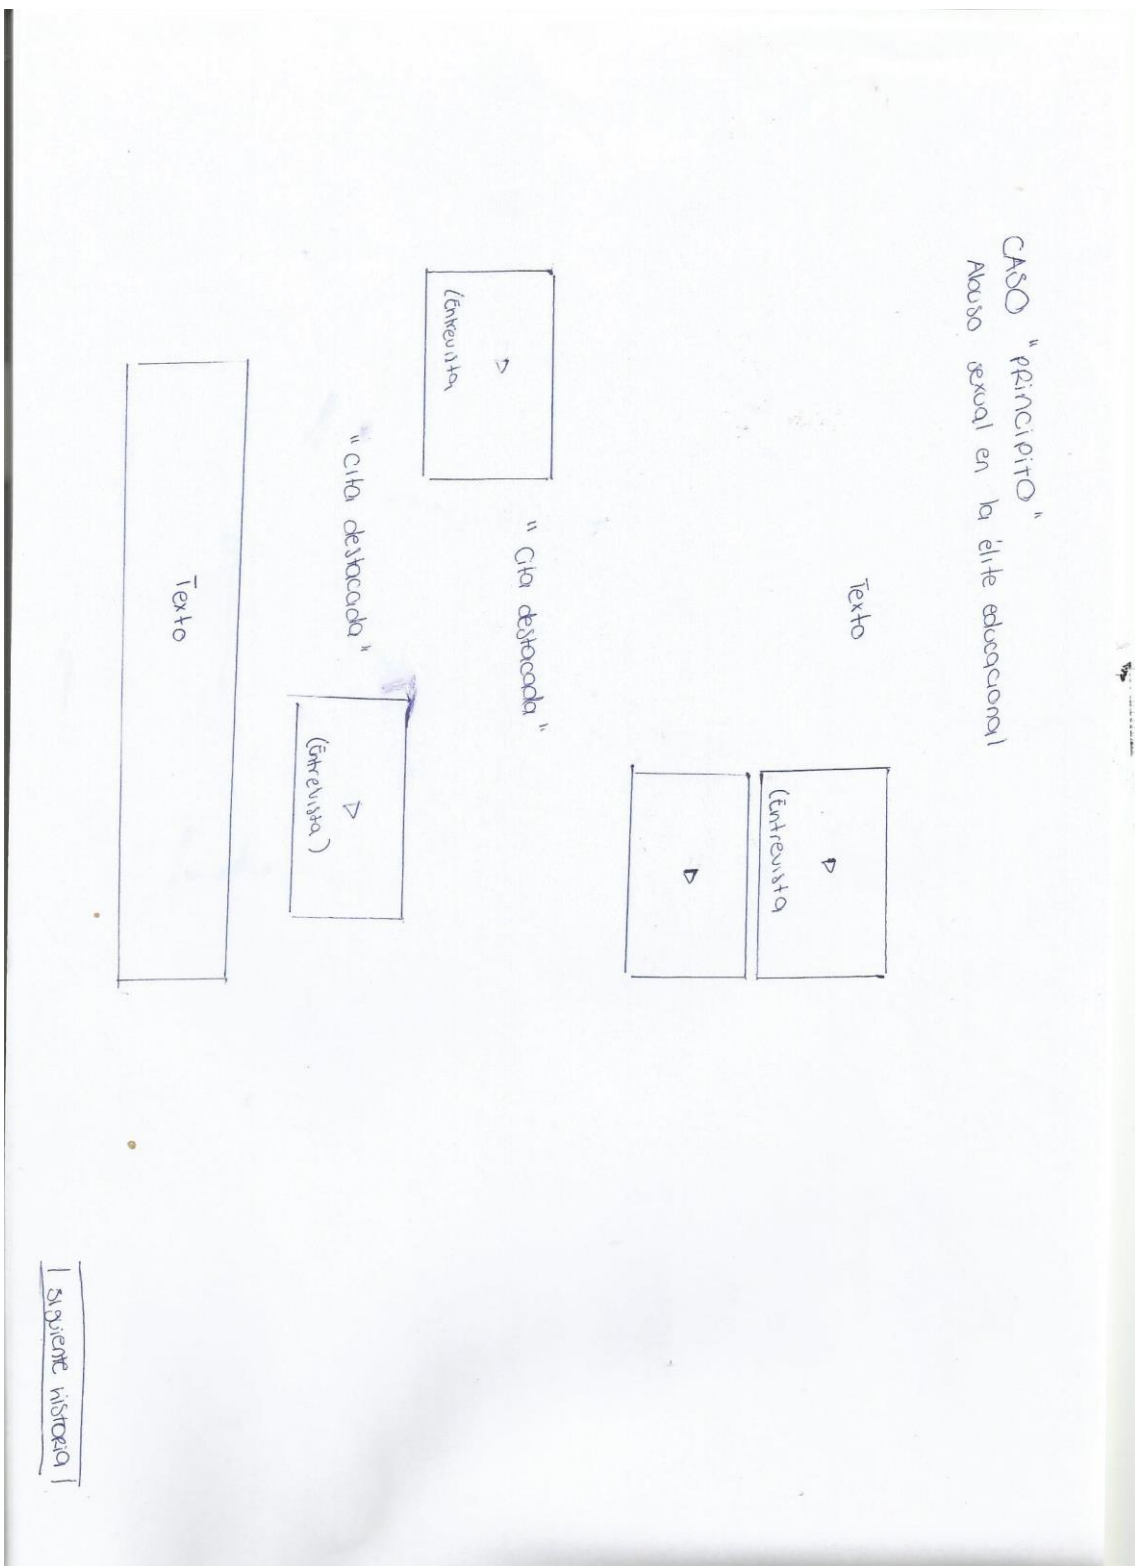 CASO "PRINCIPITO"
Abuso sexual en la élite educacional
Texto
(Entrevista
"Cita destacada"
(Entrevista
"Cita destacada"
(Entrevista)
Texto
Siguiente historia